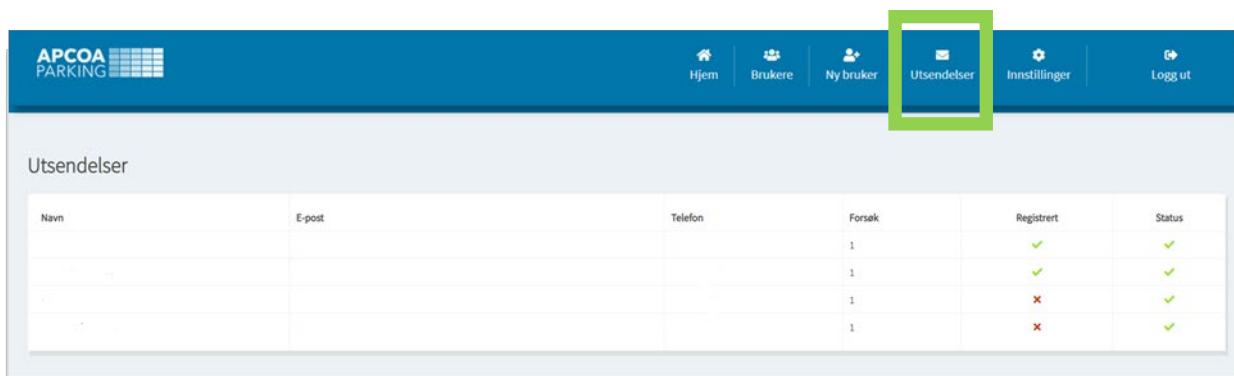 APCOA
PARKING
Hjem Brukere Ny bruker Utsendelser Innstillinger Logg ut
Utsendelser
Navn E-post Telefon Forsøk Registrert Status
1
1
1
1